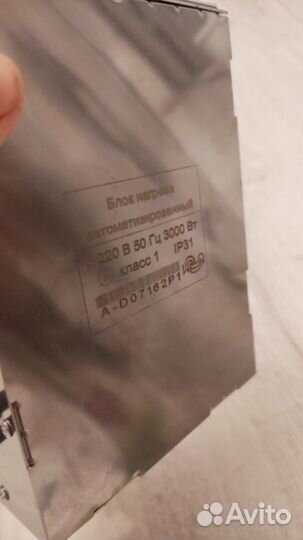 Блок нагрева
автоматизированный
220 В 50 Гц 3000 Вт
класс 1 IP31
A-D07162P1
Avito